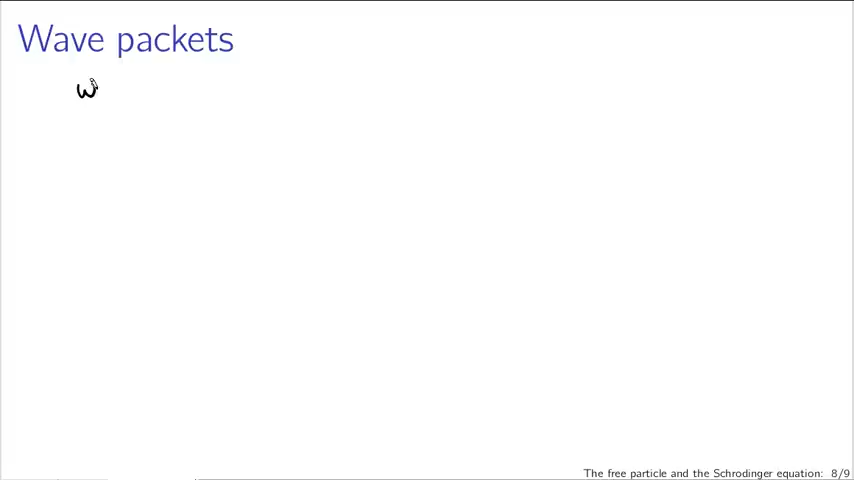 Wave packets
w
The free particle and the Schrodinger equation: 8/9